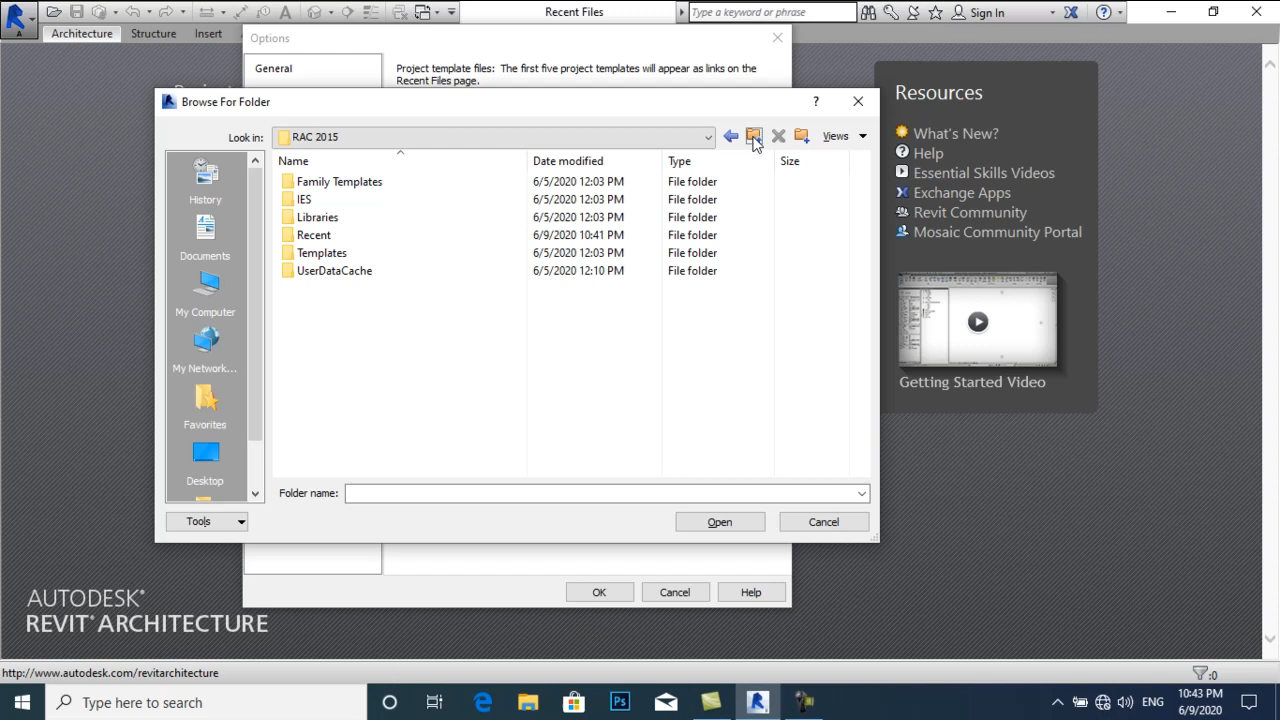 Recent Files
Type a keyword or phrase
Sign In
Architecture
Structure
Insert
Options
General
Project template files: The first five project templates will appear as links on the
Recent Files page.
Browse For Folder
Look in:
RAC 2015
Views
Name
Date modified
Type
Size
Family Templates 6/5/2020 12:03 PM File folder
IES 6/5/2020 12:03 PM File folder
Libraries 6/5/2020 12:03 PM File folder
Recent 6/9/2020 10:41 PM File folder
Templates 6/5/2020 12:03 PM File folder
UserDataCache 6/5/2020 12:10 PM File folder
History
Documents
My Computer
My Network...
Favorites
Desktop
Folder name:
Tools
Open
Cancel
OK
Cancel
Help
Resources
What's New?
Help
Essential Skills Videos
Exchange Apps
Revit Community
Mosaic Community Portal
Getting Started Video
AUTODESK®
REVIT® ARCHITECTURE
http://www.autodesk.com/revitarchitecture
:0
Type here to search
ENG
10:43 PM
6/9/2020